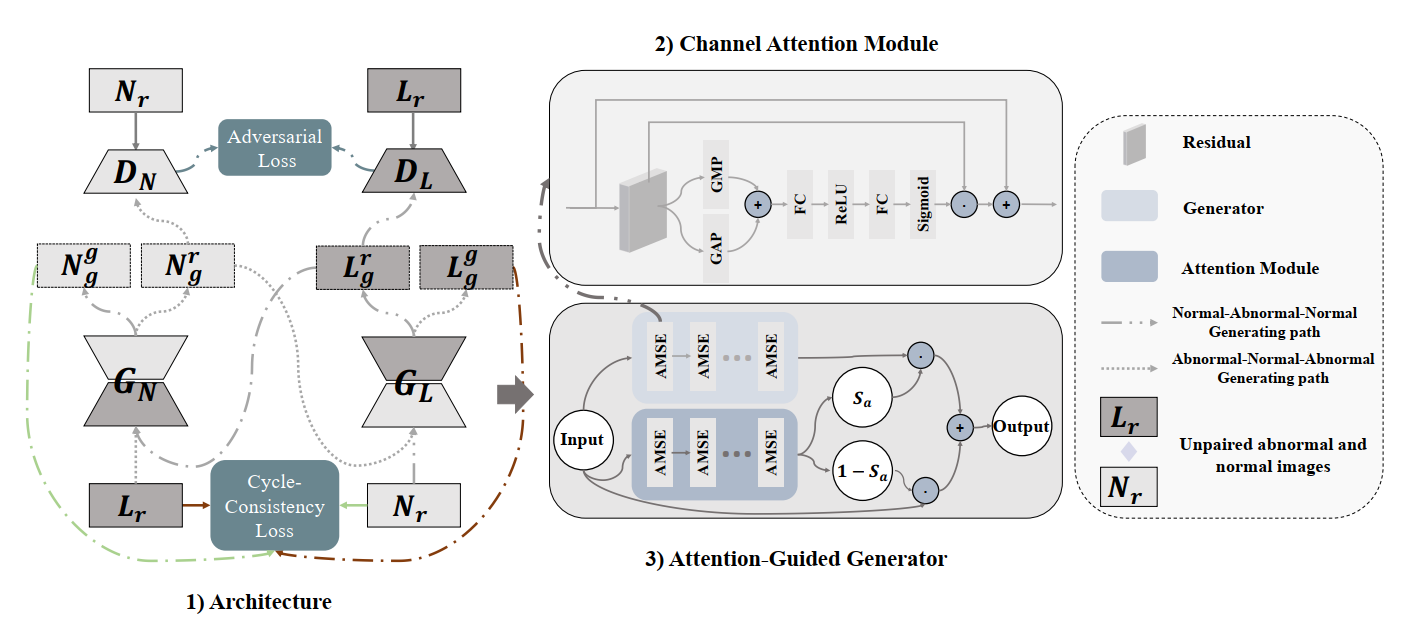 2) Channel Attention Module
N_r
L_r
Adversarial
Loss
D_N
D_L
N_g^g
N_g^r
L_g^r
L_g^g
G_N
G_L
L_r
Cycle-
Consistency
Loss
N_r
1) Architecture
GMP
GAP
+
FC
ReLU
FC
Sigmoid
·
+
Input
AMSE
AMSE
AMSE
AMSE
AMSE
AMSE
S_a
1 − S_a
·
·
+
Output
3) Attention-Guided Generator
Residual
Generator
Attention Module
Normal-Abnormal-Normal
Generating path
Abnormal-Normal-Abnormal
Generating path
L_r
Unpaired abnormal and
normal images
N_r